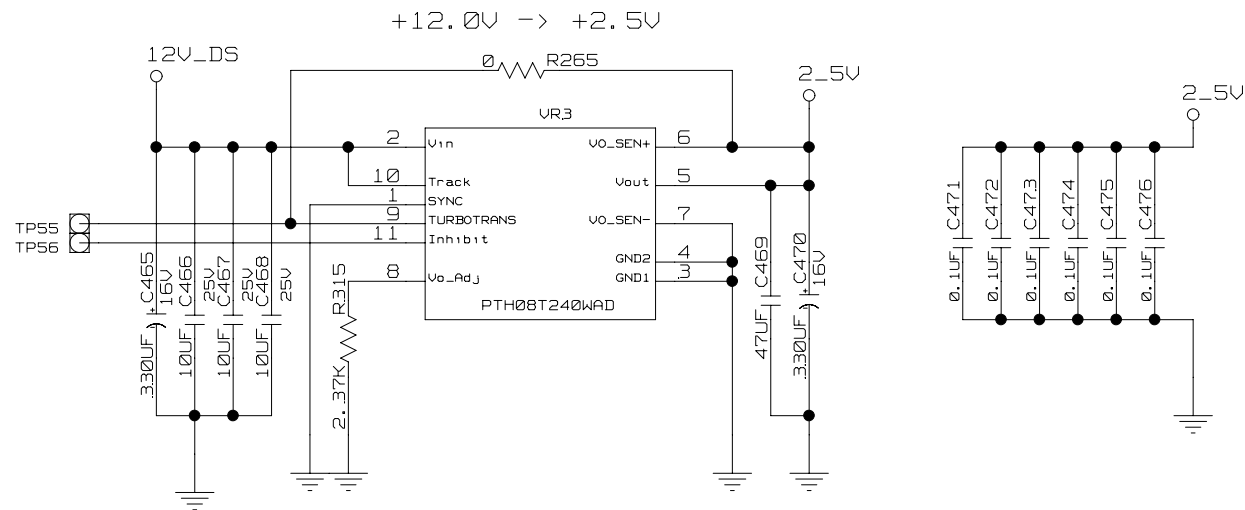 +12.0V -> +2.5V
12V_DS
0 R265
2_5V
2_5V
VR3
2 Vin
VO_SEN+ 6
10 Track
Vout 5
1 SYNC
9 TURBOTRANS
VO_SEN- 7
11 Inhibit
GND2 4
8 Vo_Adj
GND1 3
PTH08T240WAD
TP55
TP56
330UF + C465 16V
10UF C466 25V
10UF C467 25V
10UF C468 25V
2.37K R315
47UF C469
330UF + C470 16V
0.1UF C471
0.1UF C472
0.1UF C473
0.1UF C474
0.1UF C475
0.1UF C476